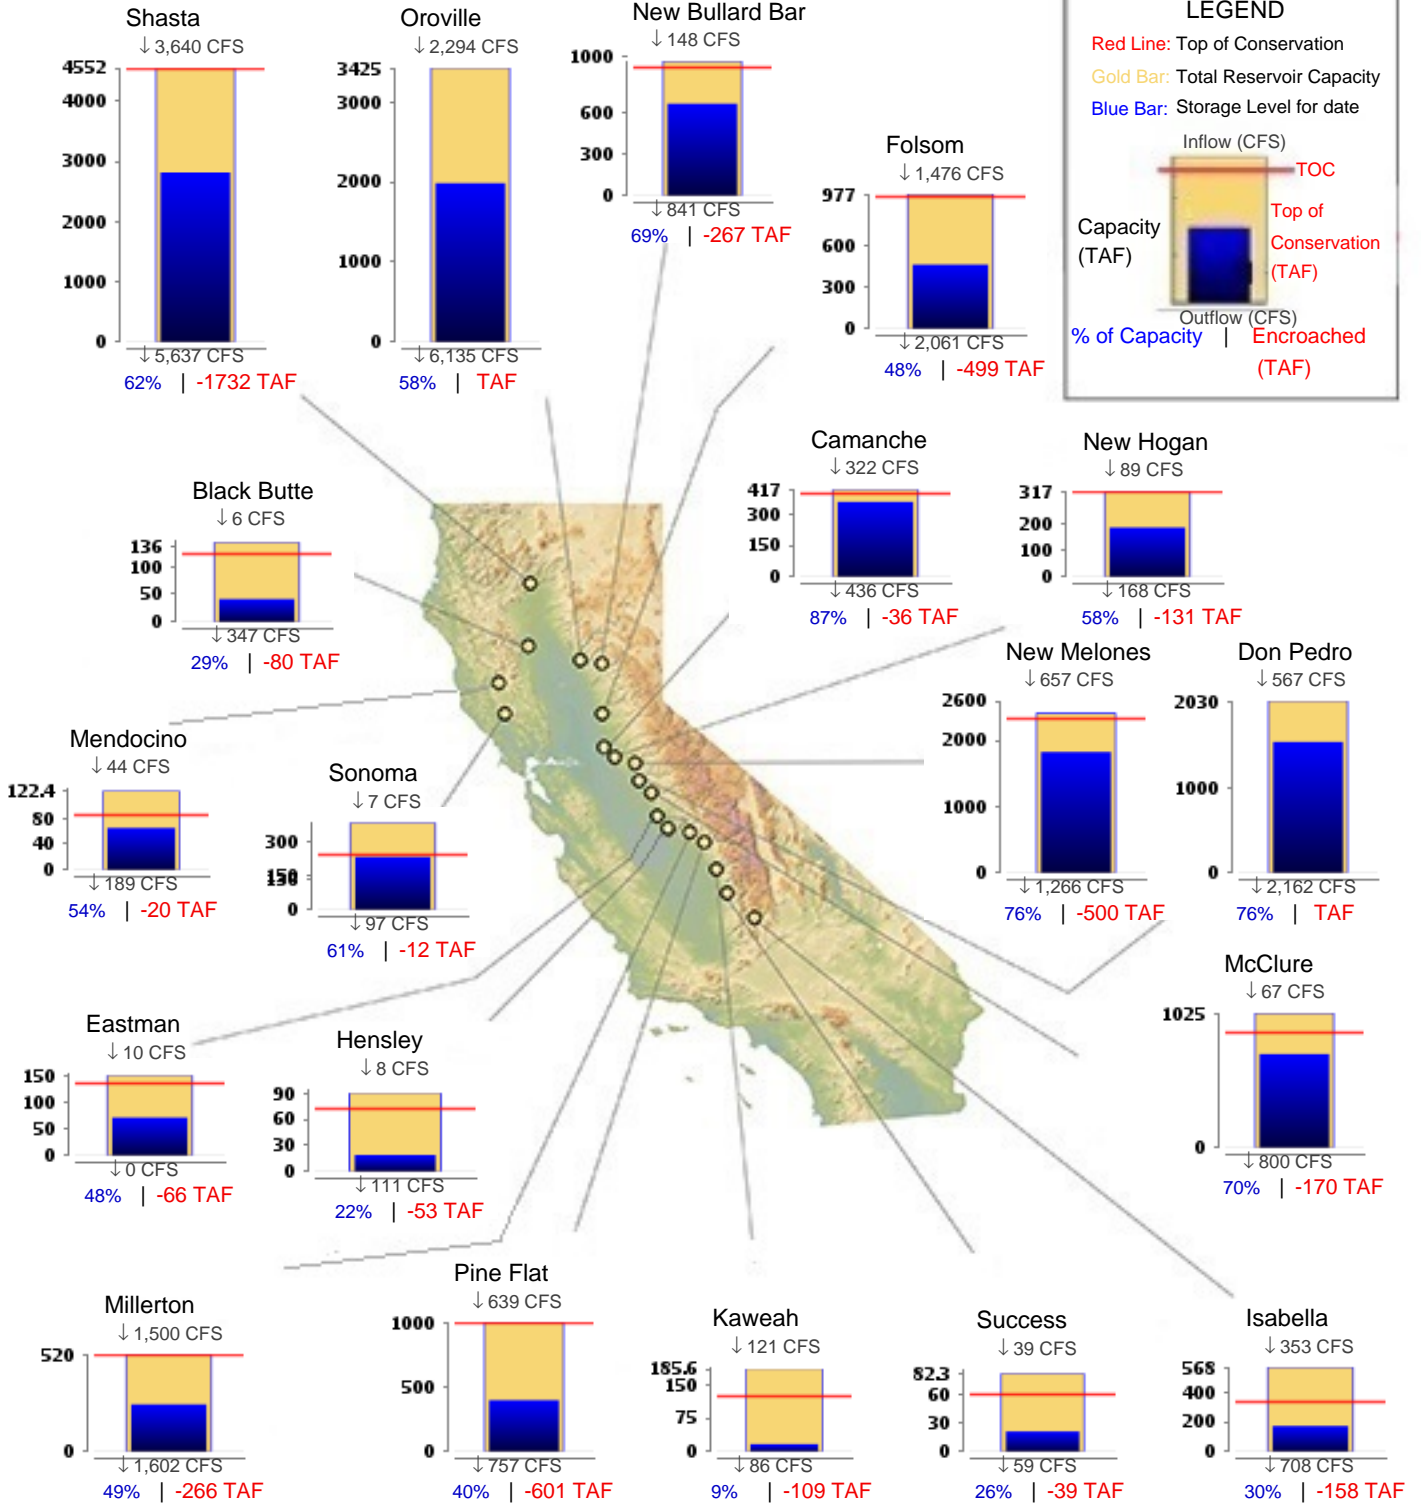 Shasta
↓ 3,640 CFS
4552
4000
3000
2000
1000
0
↓ 5,637 CFS
62% | -1732 TAF
Oroville
↓ 2,294 CFS
3425
3000
2000
1000
0
↓ 6,135 CFS
58% | TAF
New Bullard Bar
↓ 148 CFS
1000
600
300
0
↓ 841 CFS
69% | -267 TAF
Folsom
↓ 1,476 CFS
977
600
300
0
↓ 2,061 CFS
48% | -499 TAF
LEGEND
Red Line: Top of Conservation
Gold Bar: Total Reservoir Capacity
Blue Bar: Storage Level for date
Inflow (CFS)
TOC
Capacity
(TAF)
Top of
Conservation
(TAF)
Outflow (CFS)
% of Capacity | Encroached
(TAF)
Black Butte
↓ 6 CFS
136
100
50
0
↓ 347 CFS
29% | -80 TAF
Camanche
↓ 322 CFS
417
300
150
0
↓ 436 CFS
87% | -36 TAF
New Hogan
↓ 89 CFS
317
200
100
0
↓ 168 CFS
58% | -131 TAF
Mendocino
↓ 44 CFS
122.4
80
40
0
↓ 189 CFS
54% | -20 TAF
Sonoma
↓ 7 CFS
300
150
0
↓ 97 CFS
61% | -12 TAF
New Melones
↓ 657 CFS
2600
2000
1000
0
↓ 1,266 CFS
76% | -500 TAF
Don Pedro
↓ 567 CFS
2030
1000
0
↓ 2,162 CFS
76% | TAF
McClure
↓ 67 CFS
1025
0
↓ 800 CFS
70% | -170 TAF
Eastman
↓ 10 CFS
150
100
50
0
↓ 0 CFS
48% | -66 TAF
Hensley
↓ 8 CFS
90
60
30
0
↓ 111 CFS
22% | -53 TAF
Millerton
↓ 1,500 CFS
520
0
↓ 1,602 CFS
49% | -266 TAF
Pine Flat
↓ 639 CFS
1000
500
0
↓ 757 CFS
40% | -601 TAF
Kaweah
↓ 121 CFS
185.6
150
75
0
↓ 86 CFS
9% | -109 TAF
Success
↓ 39 CFS
82.3
60
30
0
↓ 59 CFS
26% | -39 TAF
Isabella
↓ 353 CFS
568
400
200
0
↓ 708 CFS
30% | -158 TAF